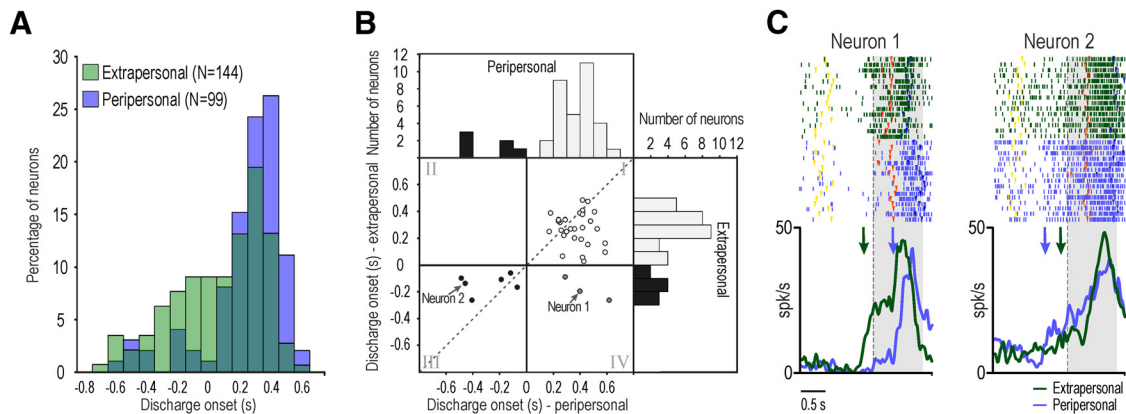 A
30
25
20
15
10
5
0
Percentage of neurons
Extrapersonal (N=144)
Peripersonal (N=99)
-0.8 -0.6 -0.4 -0.2 0 0.2 0.4 0.6
Discharge onset (s)
B
Number of neurons
12
10
8
6
4
2
0
Peripersonal
Number of neurons
2 4 6 8 10 12
Extrapersonal
Discharge onset (s) - extrapersonal
0.6
0.4
0.2
0
-0.2
-0.4
-0.6
II
I
III
IV
Neuron 2
Neuron 1
-0.6 -0.4 -0.2 0 0.2 0.4 0.6
Discharge onset (s) - peripersonal
C
Neuron 1
Neuron 2
50
0
spk/s
50
0
spk/s
0.5 s
Extrapersonal
Peripersonal